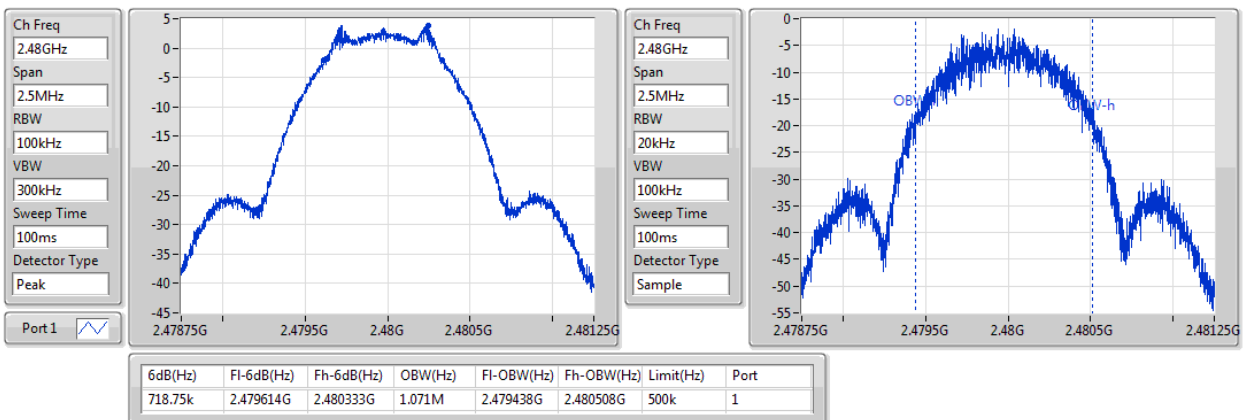 Ch Freq
2.48GHz
Span
2.5MHz
RBW
100kHz
VBW
300kHz
Sweep Time
100ms
Detector Type
Peak
Port 1
5
0
-5
-10
-15
-20
-25
-30
-35
-40
-45
2.47875G 2.4795G 2.48G 2.4805G 2.48125G
Ch Freq
2.48GHz
Span
2.5MHz
RBW
20kHz
VBW
100kHz
Sweep Time
100ms
Detector Type
Sample
0
-5
-10
-15
-20
-25
-30
-35
-40
-45
-50
-55
2.47875G 2.4795G 2.48G 2.4805G 2.48125G
6dB(Hz) Fl-6dB(Hz) Fh-6dB(Hz) OBW(Hz) Fl-OBW(Hz) Fh-OBW(Hz) Limit(Hz) Port
718.75k 2.479614G 2.480333G 1.071M 2.479438G 2.480508G 500k 1